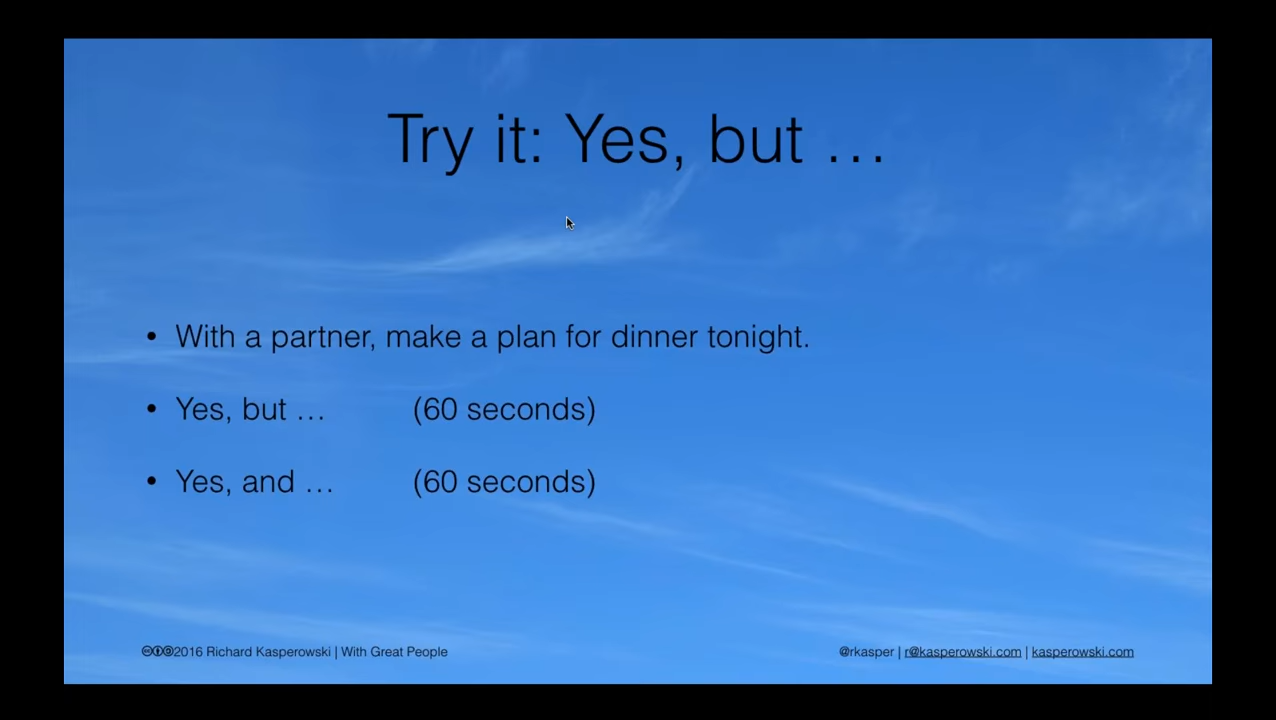 Try it: Yes, but …
• With a partner, make a plan for dinner tonight.
• Yes, but … (60 seconds)
• Yes, and … (60 seconds)
2016 Richard Kasperowski | With Great People
@rkasper | r@kasperowski.com | kasperowski.com